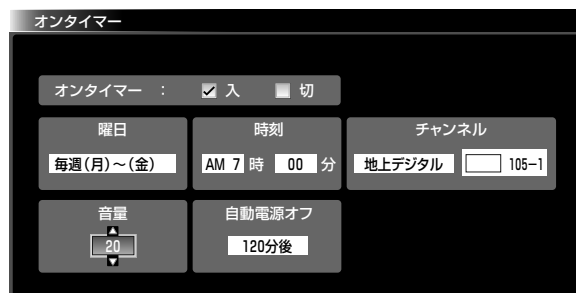 オンタイマー
オンタイマー : 入 切
曜日 時刻 チャンネル
毎週(月)～(金) AM 7 時 00 分 地上デジタル 105-1
音量 自動電源オフ
20 120分後